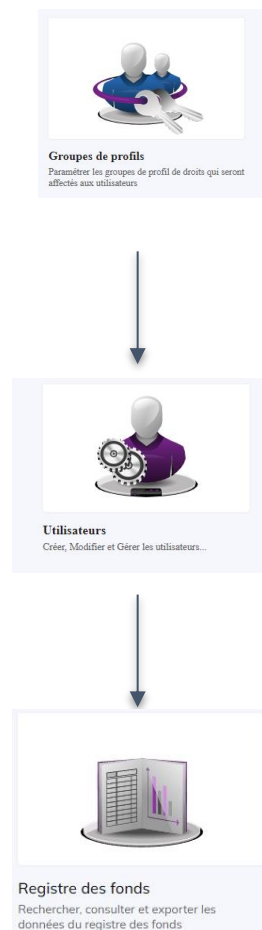 Groupes de profils
Paramétrer les groupes de profil de droits qui seront
affectés aux utilisateurs
Utilisateurs
Créer, Modifier et Gérer les utilisateurs...
Registre des fonds
Rechercher, consulter et exporter les
données du registre des fonds